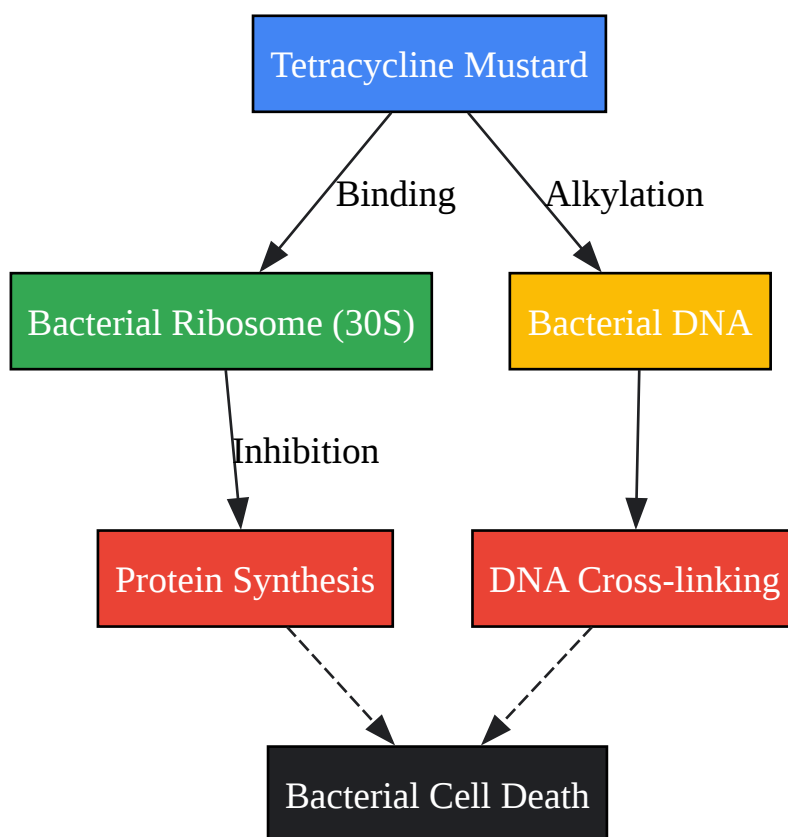 Tetracycline Mustard
Binding
Alkylation
Bacterial Ribosome (30S)
Bacterial DNA
Inhibition
Protein Synthesis
DNA Cross-linking
Bacterial Cell Death